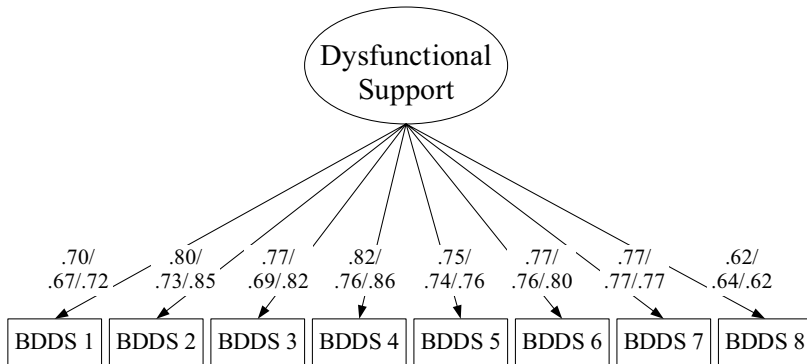 Dysfunctional
Support
.70/
.67/.72
.80/
.73/.85
.77/
.69/.82
.82/
.76/.86
.75/
.74/.76
.77/
.76/.80
.77/
.77/.77
.62/
.64/.62
BDDS 1
BDDS 2
BDDS 3
BDDS 4
BDDS 5
BDDS 6
BDDS 7
BDDS 8